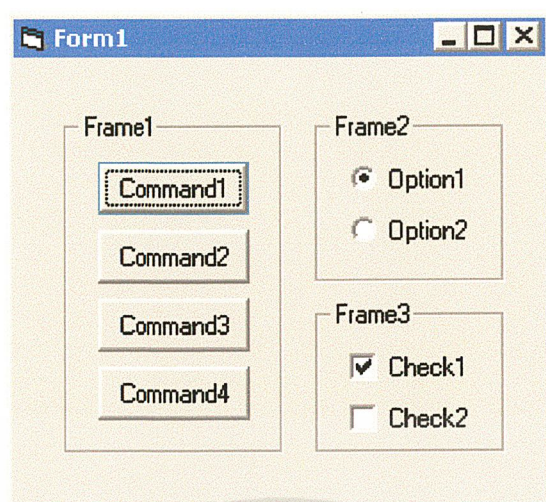 Form1
Frame1
Command1
Command2
Command3
Command4
Frame2
Option1
Option2
Frame3
Check1
Check2